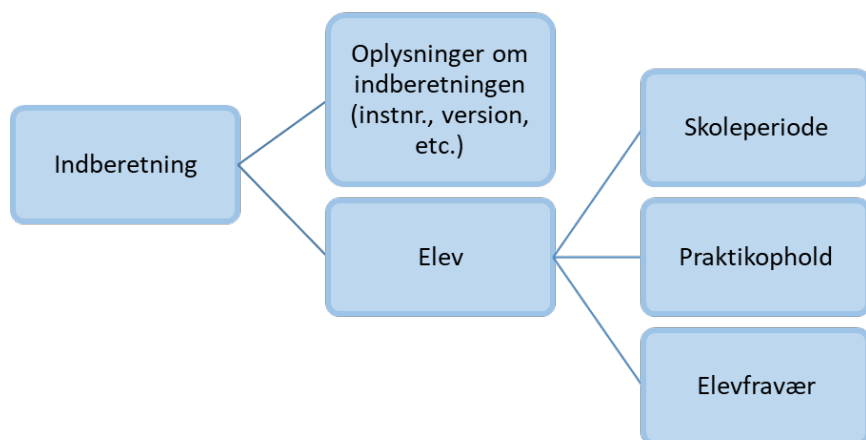 Indberetning
Oplysninger om
indberetningen
(instnr., version,
etc.)
Elev
Skoleperiode
Praktikophold
Elevfravær